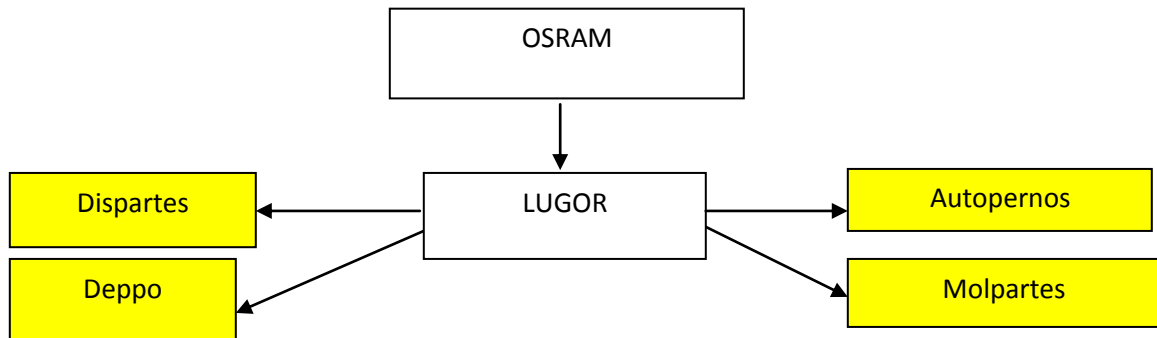 OSRAM
Dispartes
LUGOR
Autopernos
Deppo
Molpartes